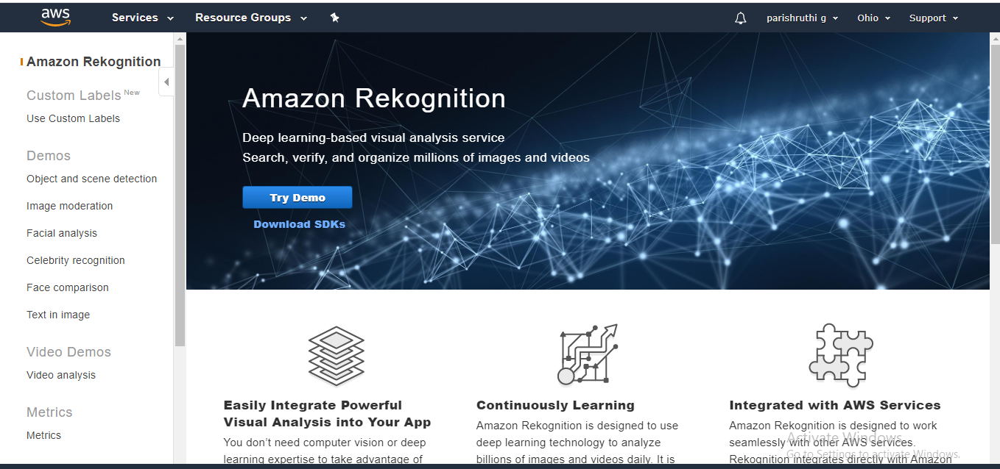 aws Services Resource Groups parishruthi g Ohio Support
Amazon Rekognition
Custom Labels New
Use Custom Labels
Demos
Object and scene detection
Image moderation
Facial analysis
Celebrity recognition
Face comparison
Text in image
Video Demos
Video analysis
Metrics
Metrics
Amazon Rekognition
Deep learning-based visual analysis service
Search, verify, and organize millions of images and videos
Try Demo
Download SDKs
Easily Integrate Powerful
Visual Analysis into Your App
You don’t need computer vision or deep
learning expertise to take advantage of
Continuously Learning
Amazon Rekognition is designed to use
deep learning technology to analyze
billions of images and videos daily. It is
Integrated with AWS Services
Amazon Rekognition is designed to work
seamlessly with other AWS services.
Rekognition integrates directly with Amazon
Activate Windows
Go to Settings to activate Windows.